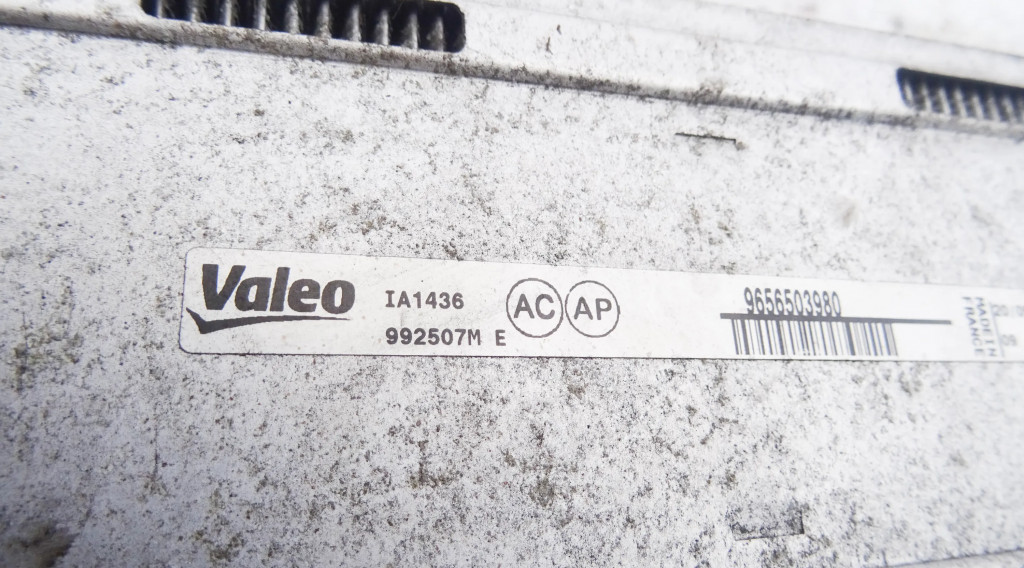 Valeo
IA1436
992507M E
AC AP
9656503980
MADE IN
FRANCE